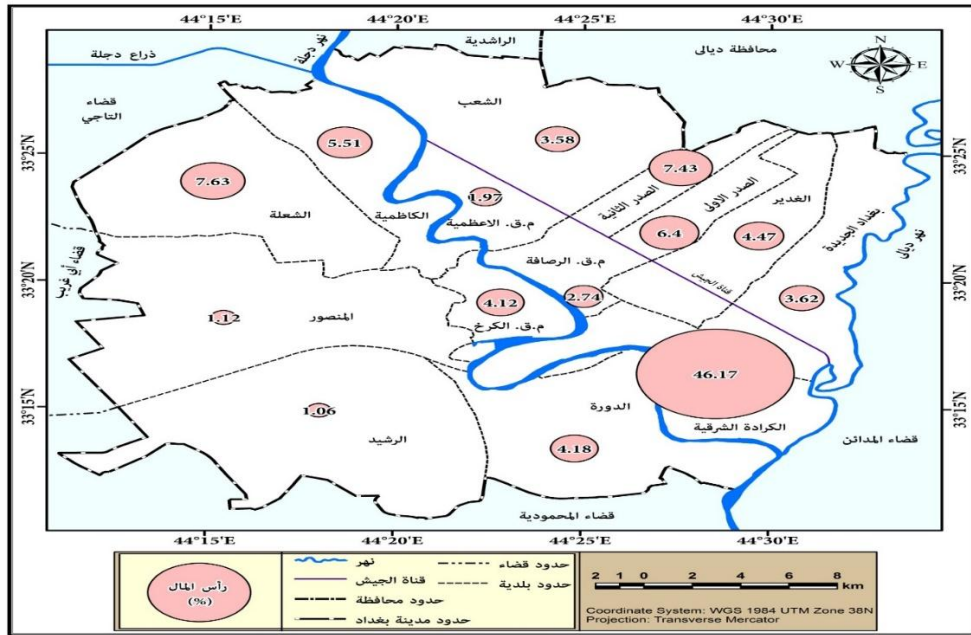 44°15'E 44°20'E 44°25'E 44°30'E
ذراع دجلة
نهر دجلة
الراشدية
محافظة ديالى
N
W E
S
قضاء
التاجي
الشعب
33°25'N
33°25'N
5.51
3.58
7.43
7.63
1.97
الكاظمية
الشعلة
م.ق. الاعظمية
الصدر الثانية
الصدر الاولى
الغدير
بغداد الجديدة
نهر ديالى
6.4
4.47
م.ق. الرصافة
قضاء أبي غريب
33°20'N
33°20'N
قناة الجيش
4.12
2.74
3.62
م.ق. الكرخ
1.12
المنصور
46.17
33°15'N
33°15'N
1.06
الدورة
الكرادة الشرقية
قضاء المدائن
الرشيد
4.18
قضاء المحمودية
44°15'E 44°20'E 44°25'E 44°30'E
رأس المال
(%)
نهر
قناة الجيش
حدود محافظة
حدود مدينة بغداد
حدود قضاء
حدود بلدية
2 1 0 2 4 6 8
km
Coordinate System: WGS 1984 UTM Zone 38N
Projection: Transverse Mercator